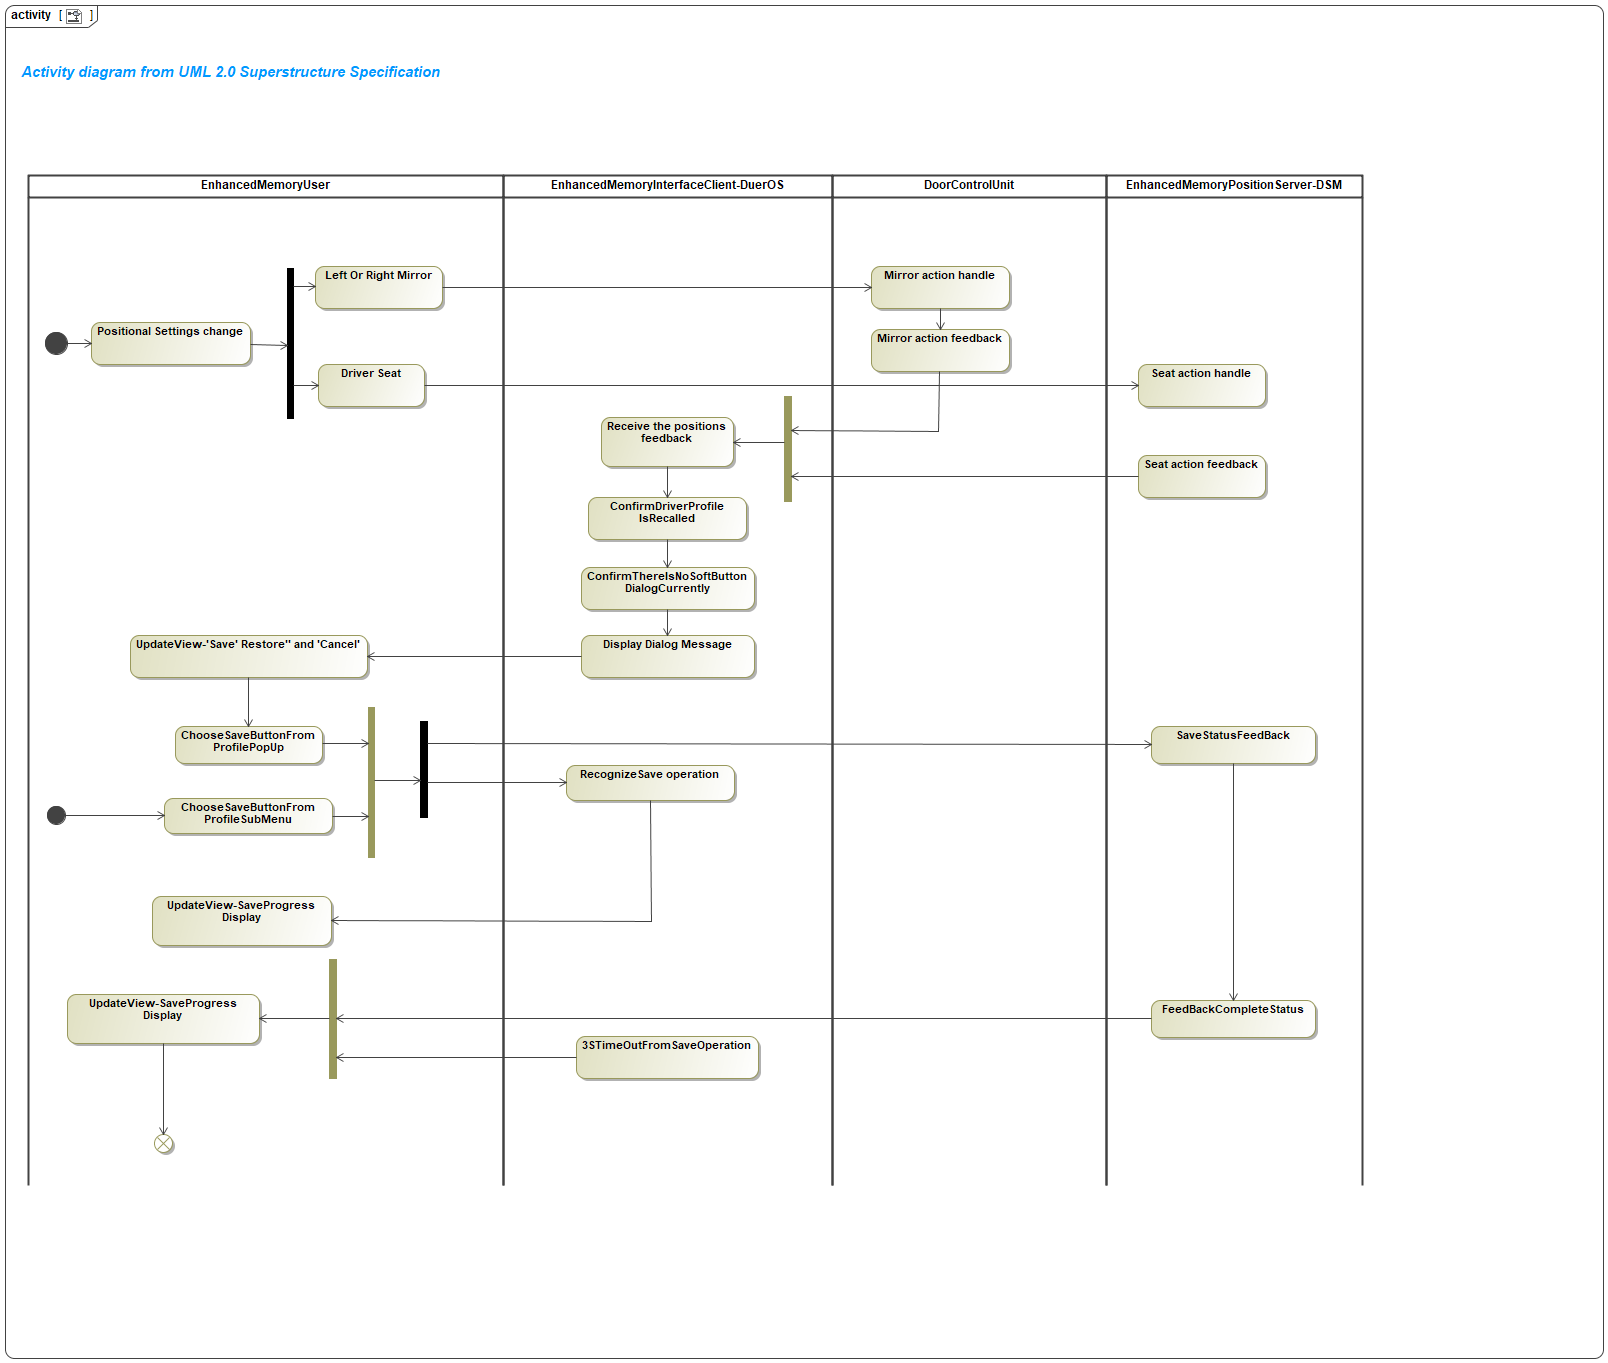 activity [ ]
Activity diagram from UML 2.0 Superstructure Specification
EnhancedMemoryUser
EnhancedMemoryInterfaceClient-DuerOS
DoorControlUnit
EnhancedMemoryPositionServer-DSM
Left Or Right Mirror
Mirror action handle
Positional Settings change
Mirror action feedback
Driver Seat
Seat action handle
Receive the positions
feedback
Seat action feedback
ConfirmDriverProfile
IsRecalled
ConfirmThereIsNoSoftButton
DialogCurrently
UpdateView-'Save' Restore'' and 'Cancel'
Display Dialog Message
ChooseSaveButtonFrom
ProfilePopUp
SaveStatusFeedBack
RecognizeSave operation
ChooseSaveButtonFrom
ProfileSubMenu
UpdateView-SaveProgress
Display
UpdateView-SaveProgress
Display
FeedBackCompleteStatus
3STimeOutFromSaveOperation